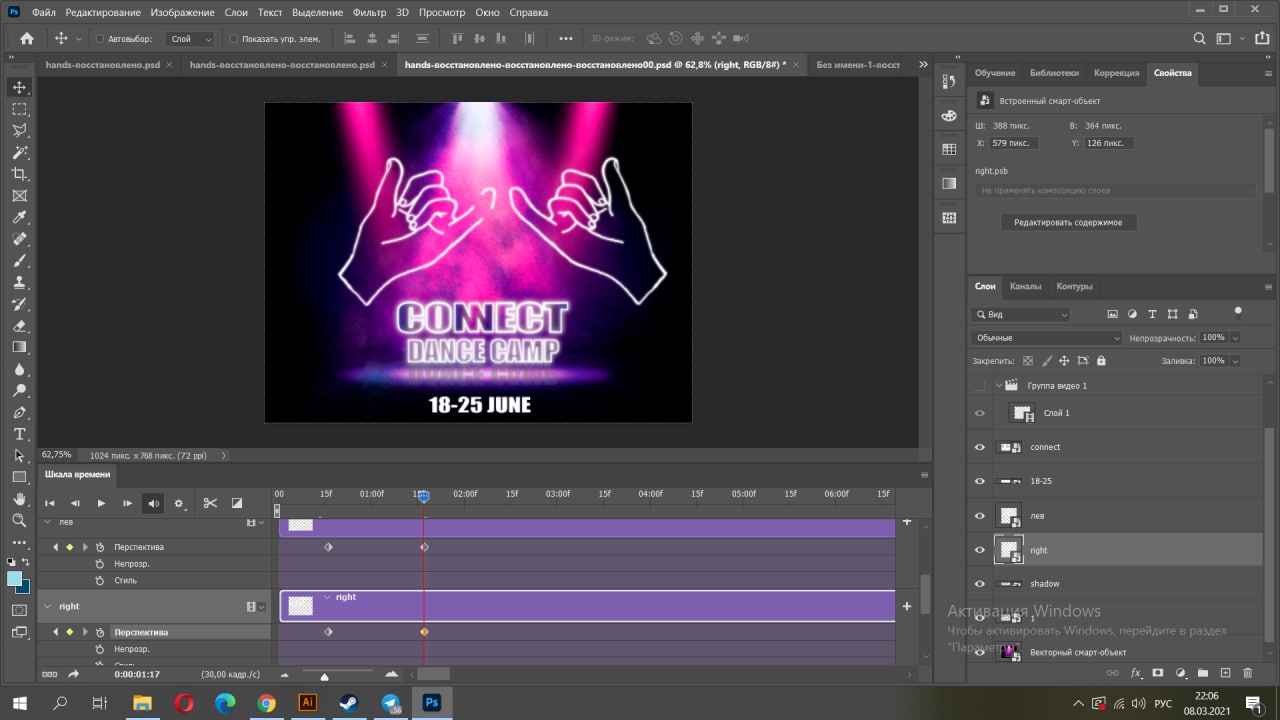 Ps Файл Редактирование Изображение Слои Текст Выделение Фильтр 3D Просмотр Окно Справка
Автовыбор: Слой Показать упр. элем. 3D-режим:
hands-восстановлено.psd × hands-восстановлено-восстановлено.psd × hands-восстановлено-восстановлено-восстановлено00.psd @ 62,8% (right, RGB/8#) * × Без имени-1-восст
Обучение Библиотеки Коррекция Свойства
Встроенный смарт-объект
Ш: 388 пикс. В: 364 пикс.
X: 579 пикс. Y: 126 пикс.
right.psb
Не применять композицию слоев
Редактировать содержимое
CONNECT
DANCE CAMP
18-25 JUNE
62,75% 1024 пикс. x 768 пикс. (72 ppi)
Слои Каналы Контуры
Вид
Обычные Непрозрачность: 100%
Закрепить: Заливка: 100%
Группа видео 1
Слой 1
connect
18-25
лев
right
shadow
1
Векторный смарт-объект
Шкала времени
00 15f 01:00f 02:00f 15f 03:00f 15f 04:00f 15f 05:00f 15f 06:00f 15f
лев
Перспектива
Непрозр.
Стиль
right right
Перспектива
Непрозр.
Стиль
0:00:01:17 (30,00 кадр./с)
Активация Windows
Чтобы активировать Windows, перейдите в раздел
"Параметры
Ai 56 Ps РУС 22:06
08.03.2021 1